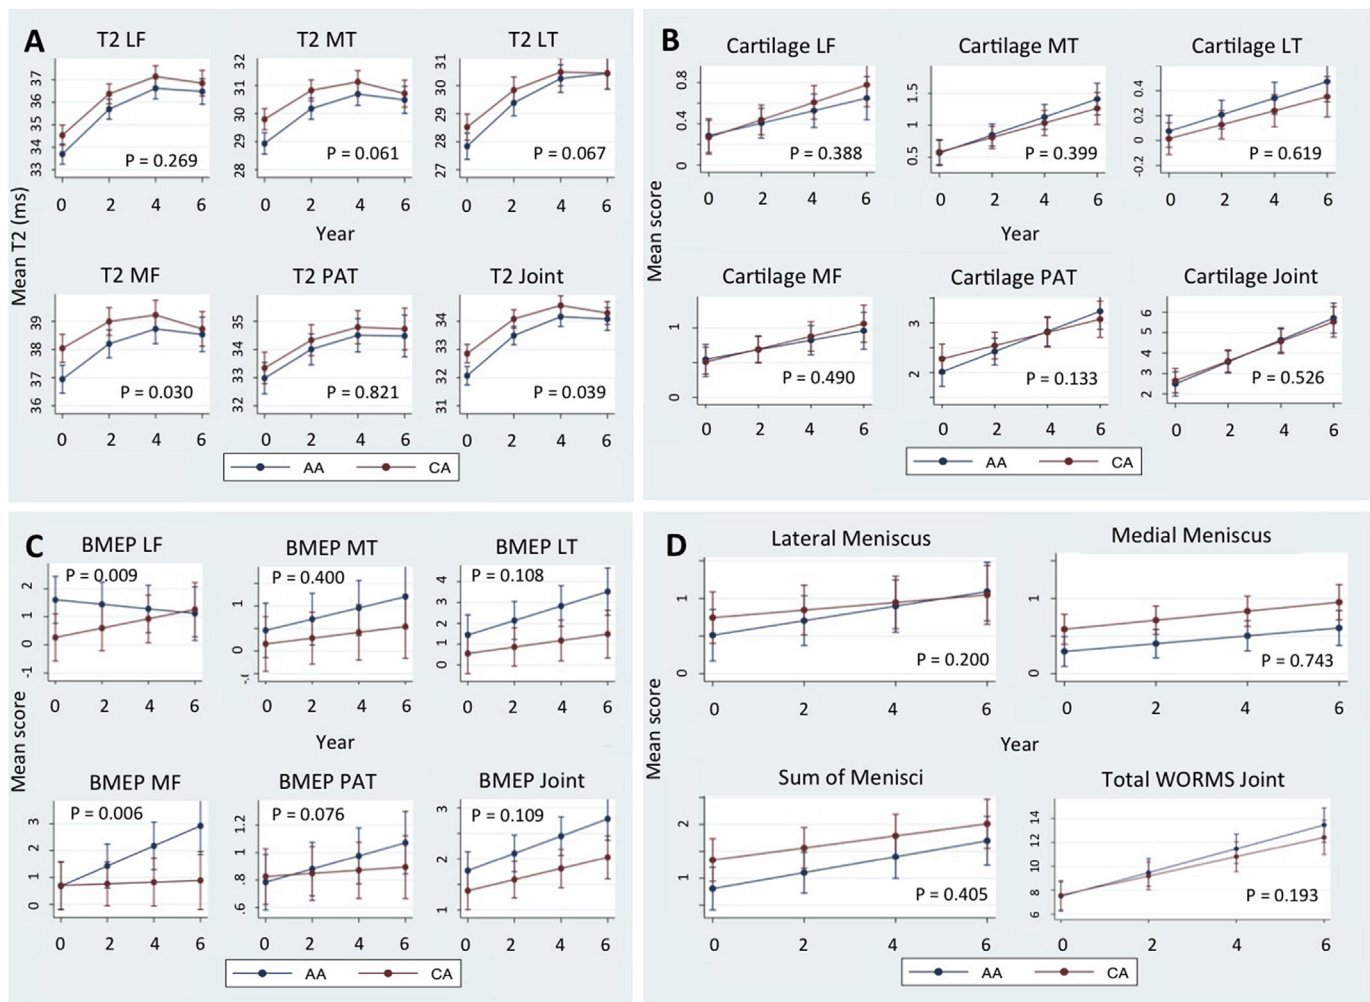 A
T2 LF
T2 MT
T2 LT
37
36
35
34
33
P = 0.269
32
31
30
29
28
P = 0.061
31
30
29
28
27
P = 0.067
0 2 4 6
0 2 4 6
0 2 4 6
Mean T2 (ms)
Year
T2 MF
T2 PAT
T2 Joint
39
38
37
36
P = 0.030
35
34
33
32
P = 0.821
34
33
32
31
P = 0.039
0 2 4 6
0 2 4 6
0 2 4 6
AA CA
B
Cartilage LF
Cartilage MT
Cartilage LT
0.8
0.4
0
P = 0.388
1.5
1
0.5
P = 0.399
0.4
0.2
0
-0.2
P = 0.619
0 2 4 6
0 2 4 6
0 2 4 6
Mean score
Year
Cartilage MF
Cartilage PAT
Cartilage Joint
1
0
P = 0.490
3
2
P = 0.133
6
5
4
3
2
P = 0.526
0 2 4 6
0 2 4 6
0 2 4 6
AA CA
C
BMEP LF
BMEP MT
BMEP LT
P = 0.009
2
1
0
-1
P = 0.400
1
0
P = 0.108
4
3
2
1
0
0 2 4 6
0 2 4 6
0 2 4 6
Mean score
Year
BMEP MF
BMEP PAT
BMEP Joint
P = 0.006
3
2
1
0
P = 0.076
1.2
1
.8
.6
P = 0.109
3
2
1
0 2 4 6
0 2 4 6
0 2 4 6
AA CA
D
Lateral Meniscus
Medial Meniscus
1
0
P = 0.200
1
0
P = 0.743
0 2 4 6
0 2 4 6
Mean score
Year
Sum of Menisci
Total WORMS Joint
2
1
P = 0.405
14
12
10
8
6
P = 0.193
0 2 4 6
0 2 4 6
AA CA